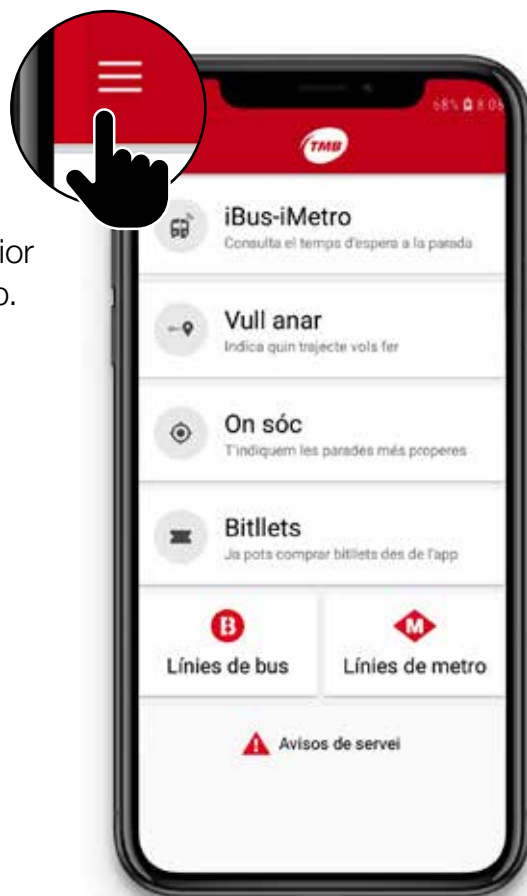 68% 8:05
TMB
ior
o.
iBus-iMetro
Consulta el temps d'espera a la parada
Vull anar
Indica quin trajecte vols fer
On sóc
T'indiquem les parades més properes
Bitllets
Ja pots comprar bitllets des de l'app
B
M
Línies de bus
Línies de metro
Avisos de servei